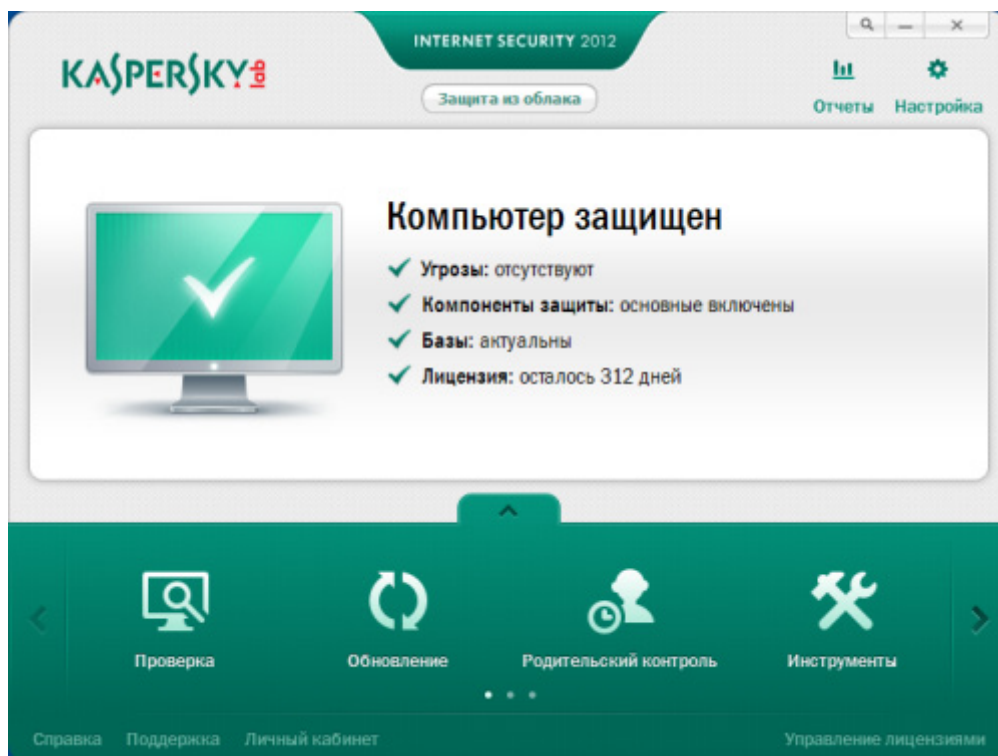 INTERNET SECURITY 2012
KASPERSKY lab
Защита из облака
Отчеты Настройка
Компьютер защищен
Угрозы: отсутствуют
Компоненты защиты: основные включены
Базы: актуальны
Лицензия: осталось 312 дней
Проверка Обновление Родительский контроль Инструменты
Справка Поддержка Личный кабинет Управление лицензиями